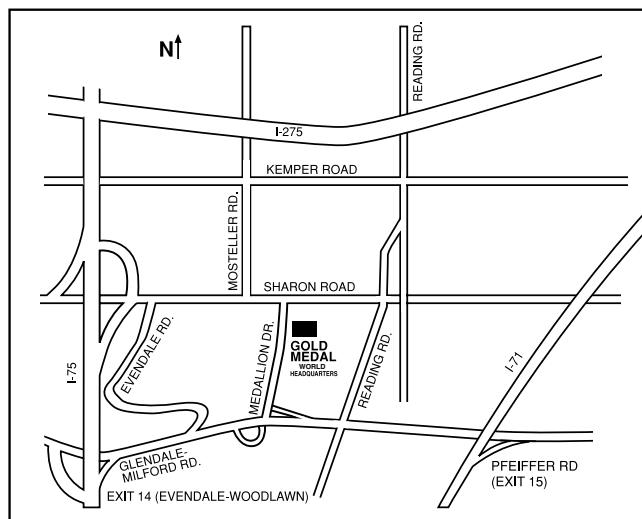 N
READING RD.
I-275
KEMPER ROAD
MOSTELLER RD.
SHARON ROAD
EVENDALE RD.
MEDALLION DR.
GOLD
MEDAL
WORLD
HEADQUARTERS
READING RD.
I-71
I-75
GLENDALE-
MILFORD RD.
PFEIFFER RD
(EXIT 15)
EXIT 14 (EVENDALE-WOODLAWN)